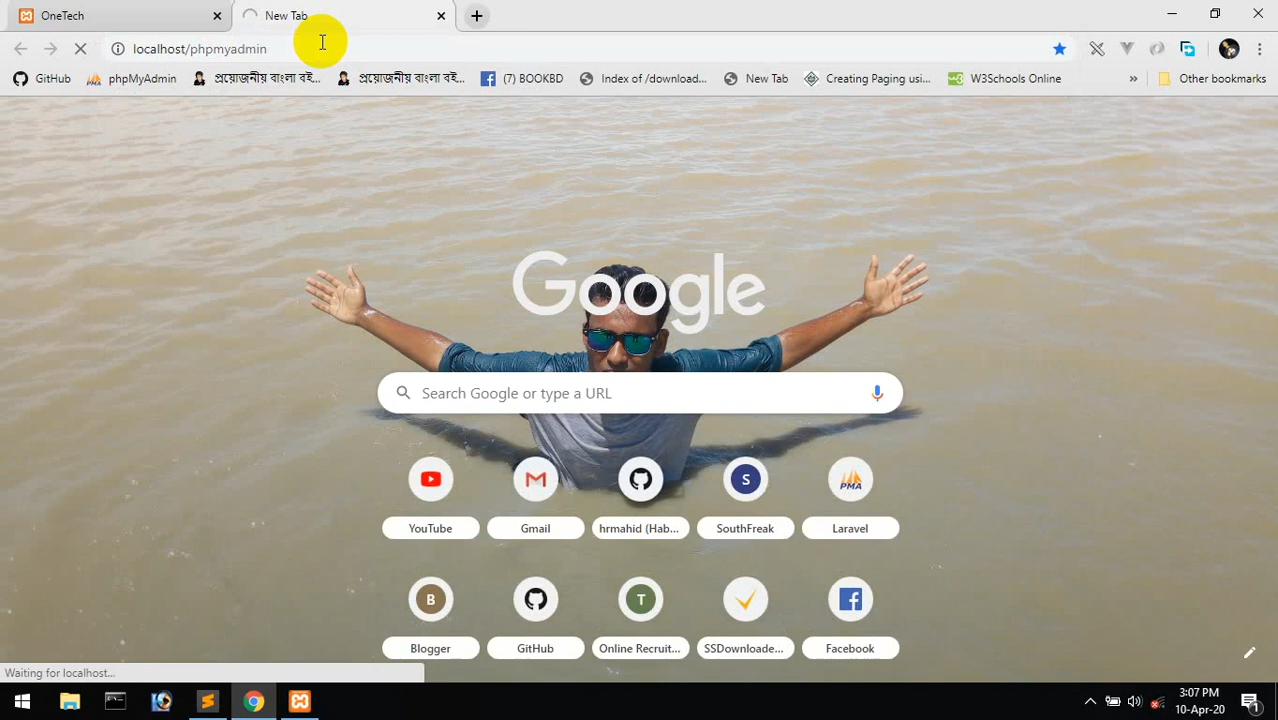 OneTech
New Tab
localhost/phpmyadmin
GitHub
phpMyAdmin
প্রয়োজনীয় বাংলা বই...
প্রয়োজনীয় বাংলা বই...
(7) BOOKBD
Index of /download...
New Tab
Creating Paging usi...
W3Schools Online
»
Other bookmarks
Google
Search Google or type a URL
PMA
S
YouTube
Gmail
hrmahid (Hab...
SouthFreak
Laravel
B
T
Blogger
GitHub
Online Recruit...
SSDownloade...
Facebook
Waiting for localhost...
3:07 PM
10-Apr-20
1